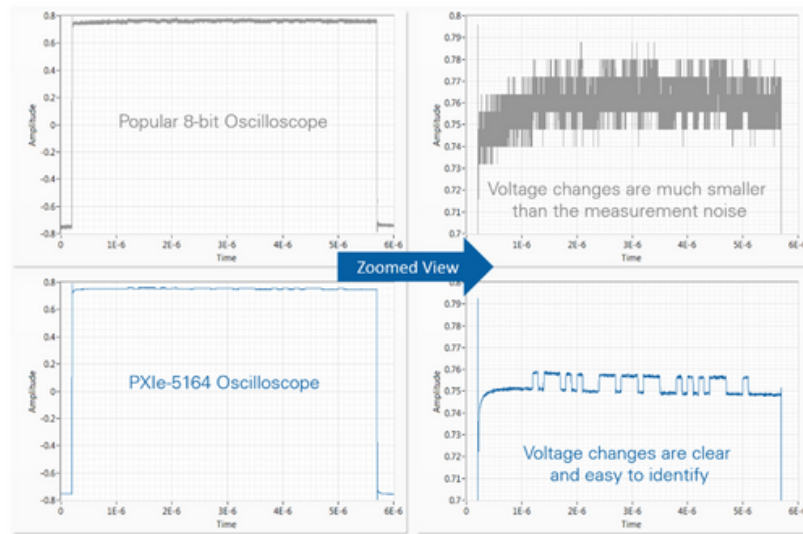 0.8
0.6
0.4
0.2
0
-0.2
-0.4
-0.6
-0.8
Amplitude
Popular 8-bit Oscilloscope
0
1E-6
2E-6
3E-6
4E-6
5E-6
6E-6
Time
0.8
0.79
0.78
0.77
0.76
0.75
0.74
0.73
0.72
0.71
0.7
Amplitude
Voltage changes are much smaller
than the measurement noise
1E-6
2E-6
3E-6
4E-6
5E-6
6E-6
Time
Zoomed View
0.8
0.6
0.4
0.2
0
-0.2
-0.4
-0.6
-0.8
Amplitude
PXIe-5164 Oscilloscope
0
1E-6
2E-6
3E-6
4E-6
5E-6
6E-6
Time
0.8
0.79
0.78
0.77
0.76
0.75
0.74
0.73
0.72
0.71
0.7
Amplitude
Voltage changes are clear
and easy to identify
0
1E-6
2E-6
3E-6
4E-6
5E-6
6E-6
Time